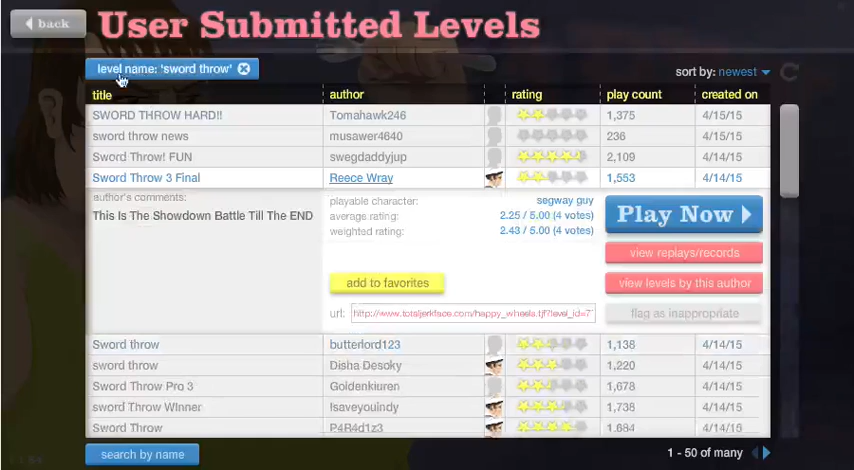 back
User Submitted Levels
level name: 'sword throw'
sort by: newest
title author rating play count created on
SWORD THROW HARD!! Tomahawk246 1,375 4/15/15
sword throw news musawer4640 236 4/15/15
Sword Throw! FUN swegdaddyjup 2,109 4/14/15
Sword Throw 3 Final Reece Wray 1,553 4/14/15
author's comments:
This Is The Showdown Battle Till The END
playable character: segway guy
average rating: 2.25 / 5.00 (4 votes)
weighted rating: 2.43 / 5.00 (4 votes)
add to favorites
url: http://www.totaljerkface.com/happy_wheels.tjf?level_id=7
Play Now
view replays/records
view levels by this author
flag as inappropriate
Sword throw butterlord123 1,138 4/14/15
Sword throw Disha Desoky 1,220 4/14/15
Sword Throw Pro 3 Goldenkiuren 1,678 4/14/15
sword Throw WInner Isaveyouindy 1,738 4/14/15
Sword Throw P4R4d1z3 1,684 4/14/15
search by name
1 - 50 of many